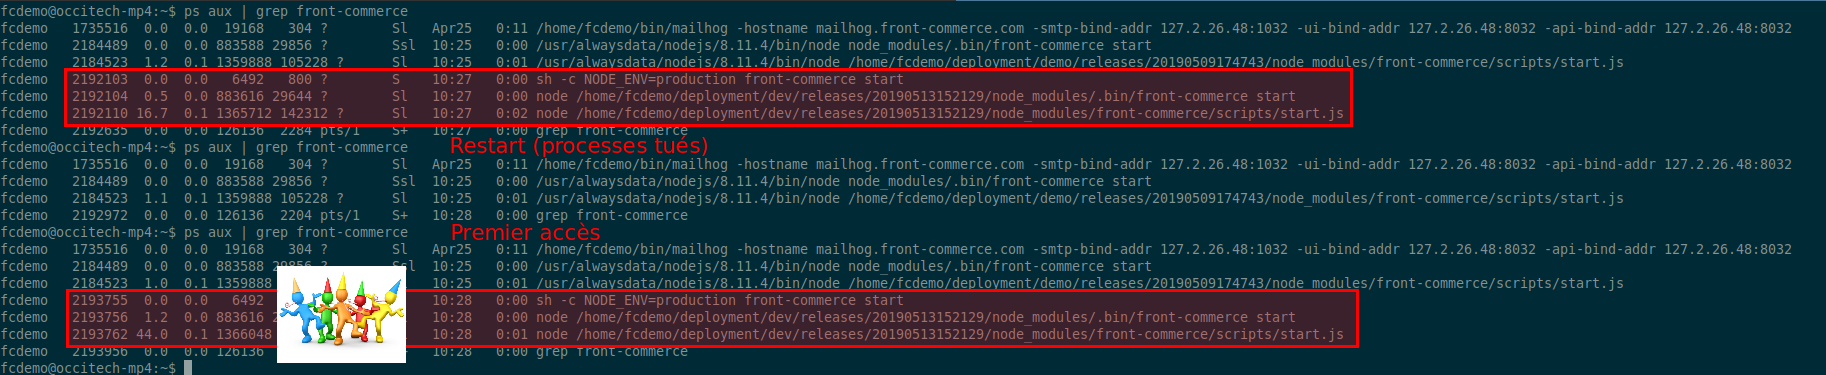 fcdemo@occitech-mp4:~$ ps aux | grep front-commerce
fcdemo   1735516  0.0  0.0  19168   304 ?        Sl   Apr25   0:11 /home/fcdemo/bin/mailhog -hostname mailhog.front-commerce.com -smtp-bind-addr 127.2.26.48:1032 -ui-bind-addr 127.2.26.48:8032 -api-bind-addr 127.2.26.48:8032
fcdemo   2184489  0.0  0.0 883588 29856 ?        Ssl  10:25   0:00 /usr/alwaysdata/nodejs/8.11.4/bin/node node_modules/.bin/front-commerce start
fcdemo   2184523  1.2  0.1 1359888 105228 ?      Sl   10:25   0:01 /usr/alwaysdata/nodejs/8.11.4/bin/node /home/fcdemo/deployment/demo/releases/20190509174743/node_modules/front-commerce/scripts/start.js
fcdemo   2192103  0.0  0.0   6492   800 ?        S    10:27   0:00 sh -c NODE_ENV=production front-commerce start
fcdemo   2192104  0.5  0.0 883616 29644 ?        Sl   10:27   0:00 node /home/fcdemo/deployment/dev/releases/20190513152129/node_modules/.bin/front-commerce start
fcdemo   2192110 16.7  0.1 1365712 142312 ?      Sl   10:27   0:02 node /home/fcdemo/deployment/dev/releases/20190513152129/node_modules/front-commerce/scripts/start.js
fcdemo   2192635  0.0  0.0 126136  2284 pts/1    S+   10:27   0:00 grep front-commerce
fcdemo@occitech-mp4:~$ ps aux | grep front-commerce
Restart (processes tués)
fcdemo   1735516  0.0  0.0  19168   304 ?        Sl   Apr25   0:11 /home/fcdemo/bin/mailhog -hostname mailhog.front-commerce.com -smtp-bind-addr 127.2.26.48:1032 -ui-bind-addr 127.2.26.48:8032 -api-bind-addr 127.2.26.48:8032
fcdemo   2184489  0.0  0.0 883588 29856 ?        Ssl  10:25   0:00 /usr/alwaysdata/nodejs/8.11.4/bin/node node_modules/.bin/front-commerce start
fcdemo   2184523  1.1  0.1 1359888 105228 ?      Sl   10:25   0:01 /usr/alwaysdata/nodejs/8.11.4/bin/node /home/fcdemo/deployment/demo/releases/20190509174743/node_modules/front-commerce/scripts/start.js
fcdemo   2192972  0.0  0.0 126136  2204 pts/1    S+   10:28   0:00 grep front-commerce
fcdemo@occitech-mp4:~$ ps aux | grep front-commerce
Premier accès
fcdemo   1735516  0.0  0.0  19168   304 ?        Sl   Apr25   0:11 /home/fcdemo/bin/mailhog -hostname mailhog.front-commerce.com -smtp-bind-addr 127.2.26.48:1032 -ui-bind-addr 127.2.26.48:8032 -api-bind-addr 127.2.26.48:8032
fcdemo   2184489  0.0  0.0 883588 29856 ?        Ssl  10:25   0:00 /usr/alwaysdata/nodejs/8.11.4/bin/node node_modules/.bin/front-commerce start
fcdemo   2184523  1.0  0.1 1359888 Sl   10:25   0:01 /usr/alwaysdata/nodejs/8.11.4/bin/node /home/fcdemo/deployment/demo/releases/20190509174743/node_modules/front-commerce/scripts/start.js
fcdemo   2193755  0.0  0.0   6492   10:28   0:00 sh -c NODE_ENV=production front-commerce start
fcdemo   2193756  1.2  0.0 883616   10:28   0:00 node /home/fcdemo/deployment/dev/releases/20190513152129/node_modules/.bin/front-commerce start
fcdemo   2193762 44.0  0.1 1366048   10:28   0:01 node /home/fcdemo/deployment/dev/releases/20190513152129/node_modules/front-commerce/scripts/start.js
fcdemo   2193956  0.0  0.0 126136   10:28   0:00 grep front-commerce
fcdemo@occitech-mp4:~$